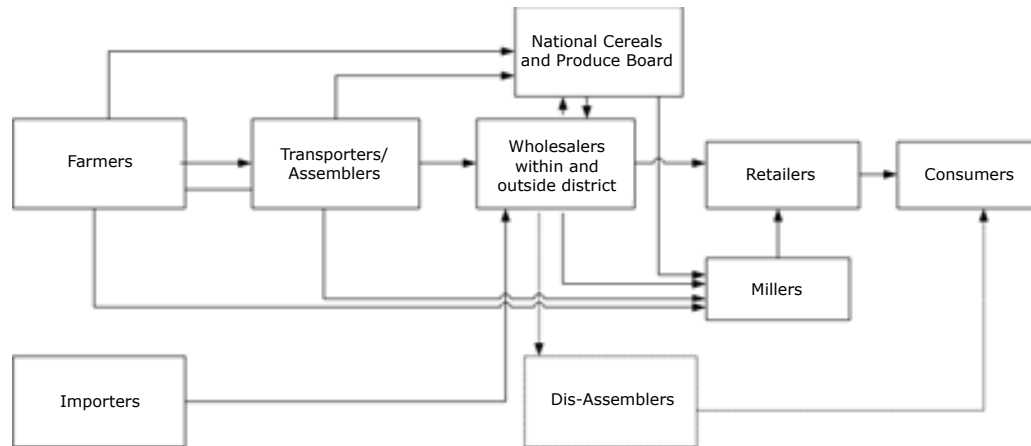 National Cereals
and Produce Board
Farmers
Transporters/
Assemblers
Wholesalers
within and
outside district
Retailers
Consumers
Millers
Importers
Dis-Assemblers